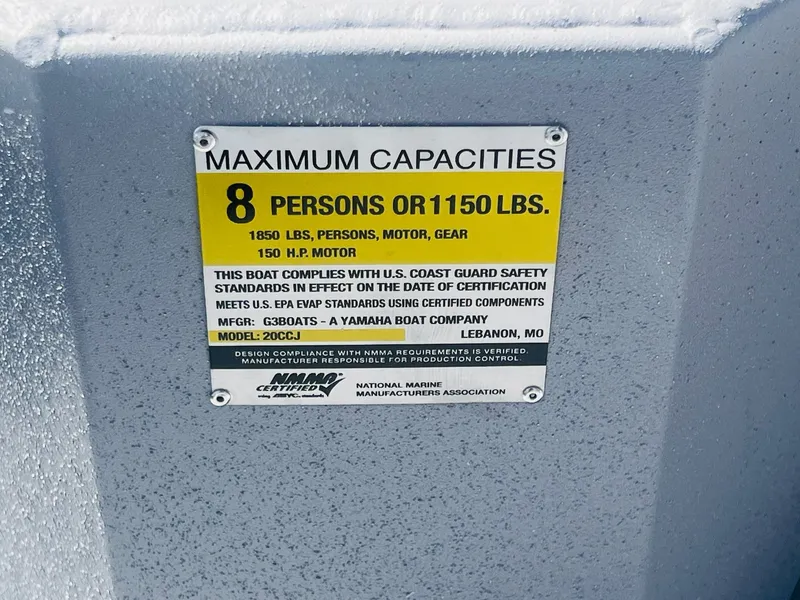 MAXIMUM CAPACITIES
8 PERSONS OR 1150 LBS.
1850 LBS, PERSONS, MOTOR, GEAR
150 H.P. MOTOR
THIS BOAT COMPLIES WITH U.S. COAST GUARD SAFETY
STANDARDS IN EFFECT ON THE DATE OF CERTIFICATION
MEETS U.S. EPA EVAP STANDARDS USING CERTIFIED COMPONENTS
MFGR: G3BOATS - A YAMAHA BOAT COMPANY
MODEL: 20CCJ LEBANON, MO
DESIGN COMPLIANCE WITH NMMA REQUIREMENTS IS VERIFIED.
MANUFACTURER RESPONSIBLE FOR PRODUCTION CONTROL.
NMMA
CERTIFIED
using ABYC standards
NATIONAL MARINE
MANUFACTURERS ASSOCIATION